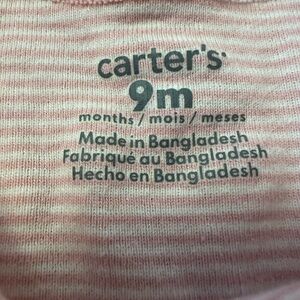 carter's
9m
months / mois / meses
Made in Bangladesh
Fabriqué au Bangladesh
Hecho en Bangladesh